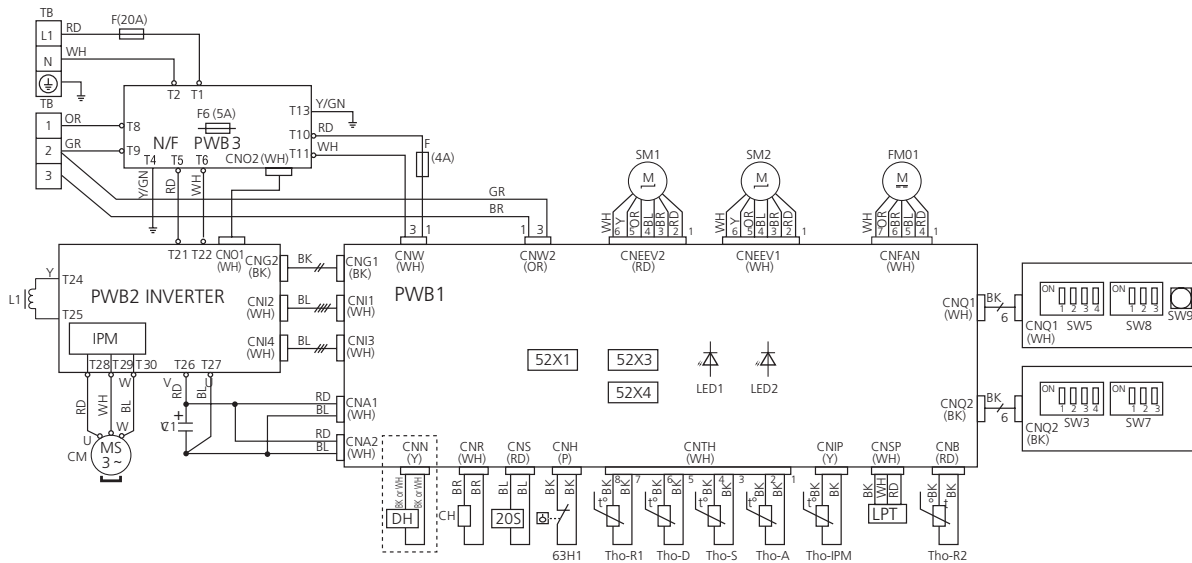 TB
L1 RD F(20A)
N WH
T2 T1
TB
1 OR T8
2 GR T9
3
F6 (5A)
N/F PWB3
T4 T5 T6 CNO2 (WH)
T13 Y/GN
T10 RD
T11 WH
F
(4A)
Y/GN RD WH
GR
BR
SM1 SM2 FM01
M M M
WH Y OR BL BR RD
6 5 4 3 2 1
WH Y OR BL BR RD
6 5 4 3 2 1
WH OR BR BL RD
7 6 5 4 1
3 1
1 3
CNW
(WH)
CNW2
(OR)
CNEEV2
(RD)
CNEEV1
(WH)
CNFAN
(WH)
T21 T22 CNO1
(WH)
CNG2
(BK)
BK
CNG1
(BK)
PWB1
Y T24
L1
T25
PWB2 INVERTER
CNI2
(WH)
BL
CNI1
(WH)
CNI4
(WH)
BL
CNI3
(WH)
IPM
T28 T29 T30 T26 T27
W V U
RD WH BL RD BL
U W
V
C1
+
CM
MS
3 ~
RD
BL
CNA1
(WH)
RD
BL
CNA2
(WH)
52X1 52X3
52X4
LED1 LED2
CNQ1
(WH)
BK
6
CNQ1
(WH)
ON
1 2 3 4
SW5
ON
1 2 3
SW8
SW9
CNQ2
(BK)
BK
6
CNQ2
(BK)
ON
1 2 3 4
SW3
ON
1 2 3
SW7
CNN
(Y)
CNR
(WH)
CNS
(RD)
CNH
(P)
CNTH
(WH)
CNIP
(Y)
CNSP
(WH)
CNB
(RD)
BK or WH BK or WH
DH
BR BR
CH
BL BL
20S
BK BK
63H1
8 7 6 5 4 3 2 1
t° BK BK
Tho-R1
t° BK BK
Tho-D
t° BK BK
Tho-S
t° BK BK
Tho-A
t° BK BK
Tho-IPM
BK WH RD
LPT
t° BK BK
Tho-R2